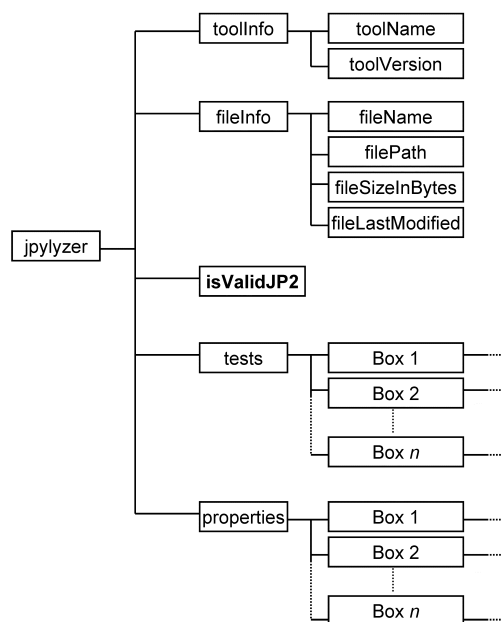 toolInfo
toolName
toolVersion
fileInfo
fileName
filePath
fileSizeInBytes
fileLastModified
jpylyzer
isValidJP2
tests
Box 1
Box 2
Box n
properties
Box 1
Box 2
Box n